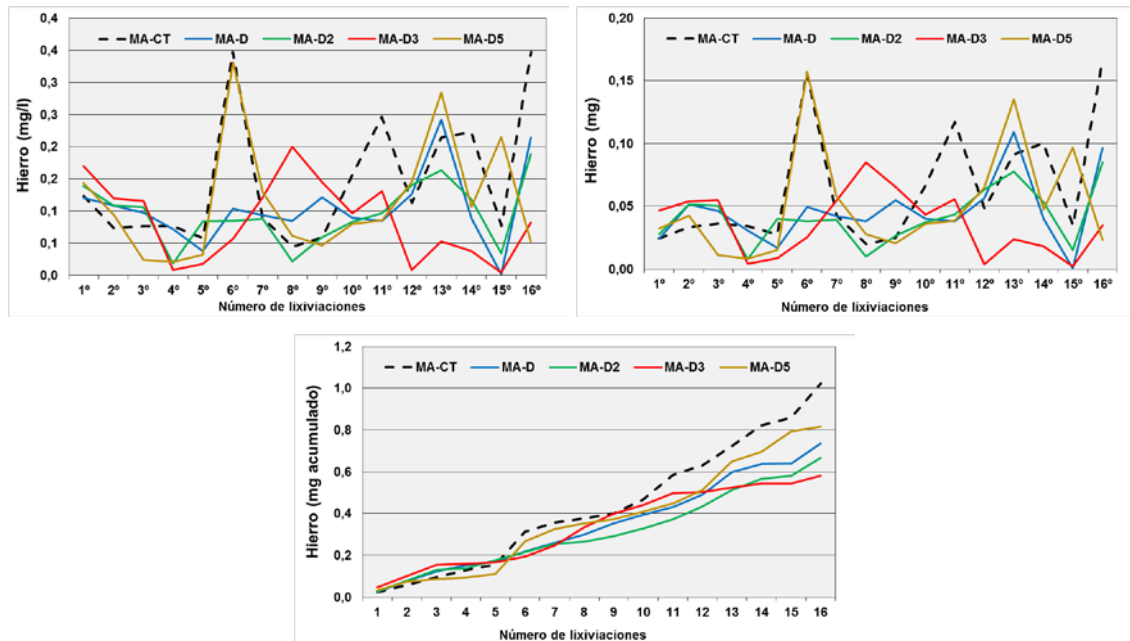 0,4
MA-CT MA-D MA-D2 MA-D3 MA-D5
0,4
0,3
0,3
0,2
0,2
0,1
0,1
0,0
Hierro (mg/l)
1º 2º 3º 4º 5º 6º 7º 8º 9º 10º 11º 12º 13º 14º 15º 16º
Número de lixiviaciones
0,20
MA-CT MA-D MA-D2 MA-D3 MA-D5
0,15
0,10
0,05
0,00
Hierro (mg)
1º 2º 3º 4º 5º 6º 7º 8º 9º 10º 11º 12º 13º 14º 15º 16º
Número de lixiviaciones
1,2
MA-CT MA-D MA-D2 MA-D3 MA-D5
1,0
0,8
0,6
0,4
0,2
0,0
Hierro (mg acumulado)
1 2 3 4 5 6 7 8 9 10 11 12 13 14 15 16
Número de lixiviaciones